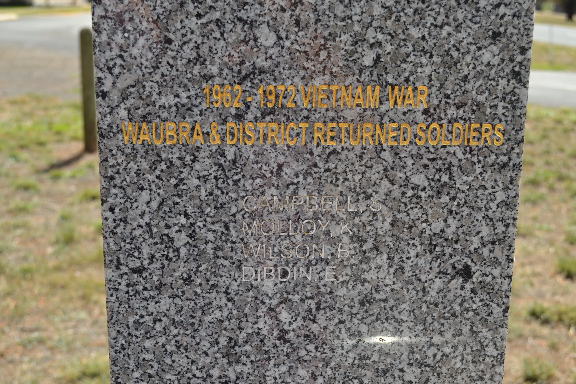 1962 - 1972 VIETNAM WAR
WAUBRA & DISTRICT RETURNED SOLDIERS
CAMPBELL. S
MOLLOY. K
WILSON. F.
DIBDIN. E.